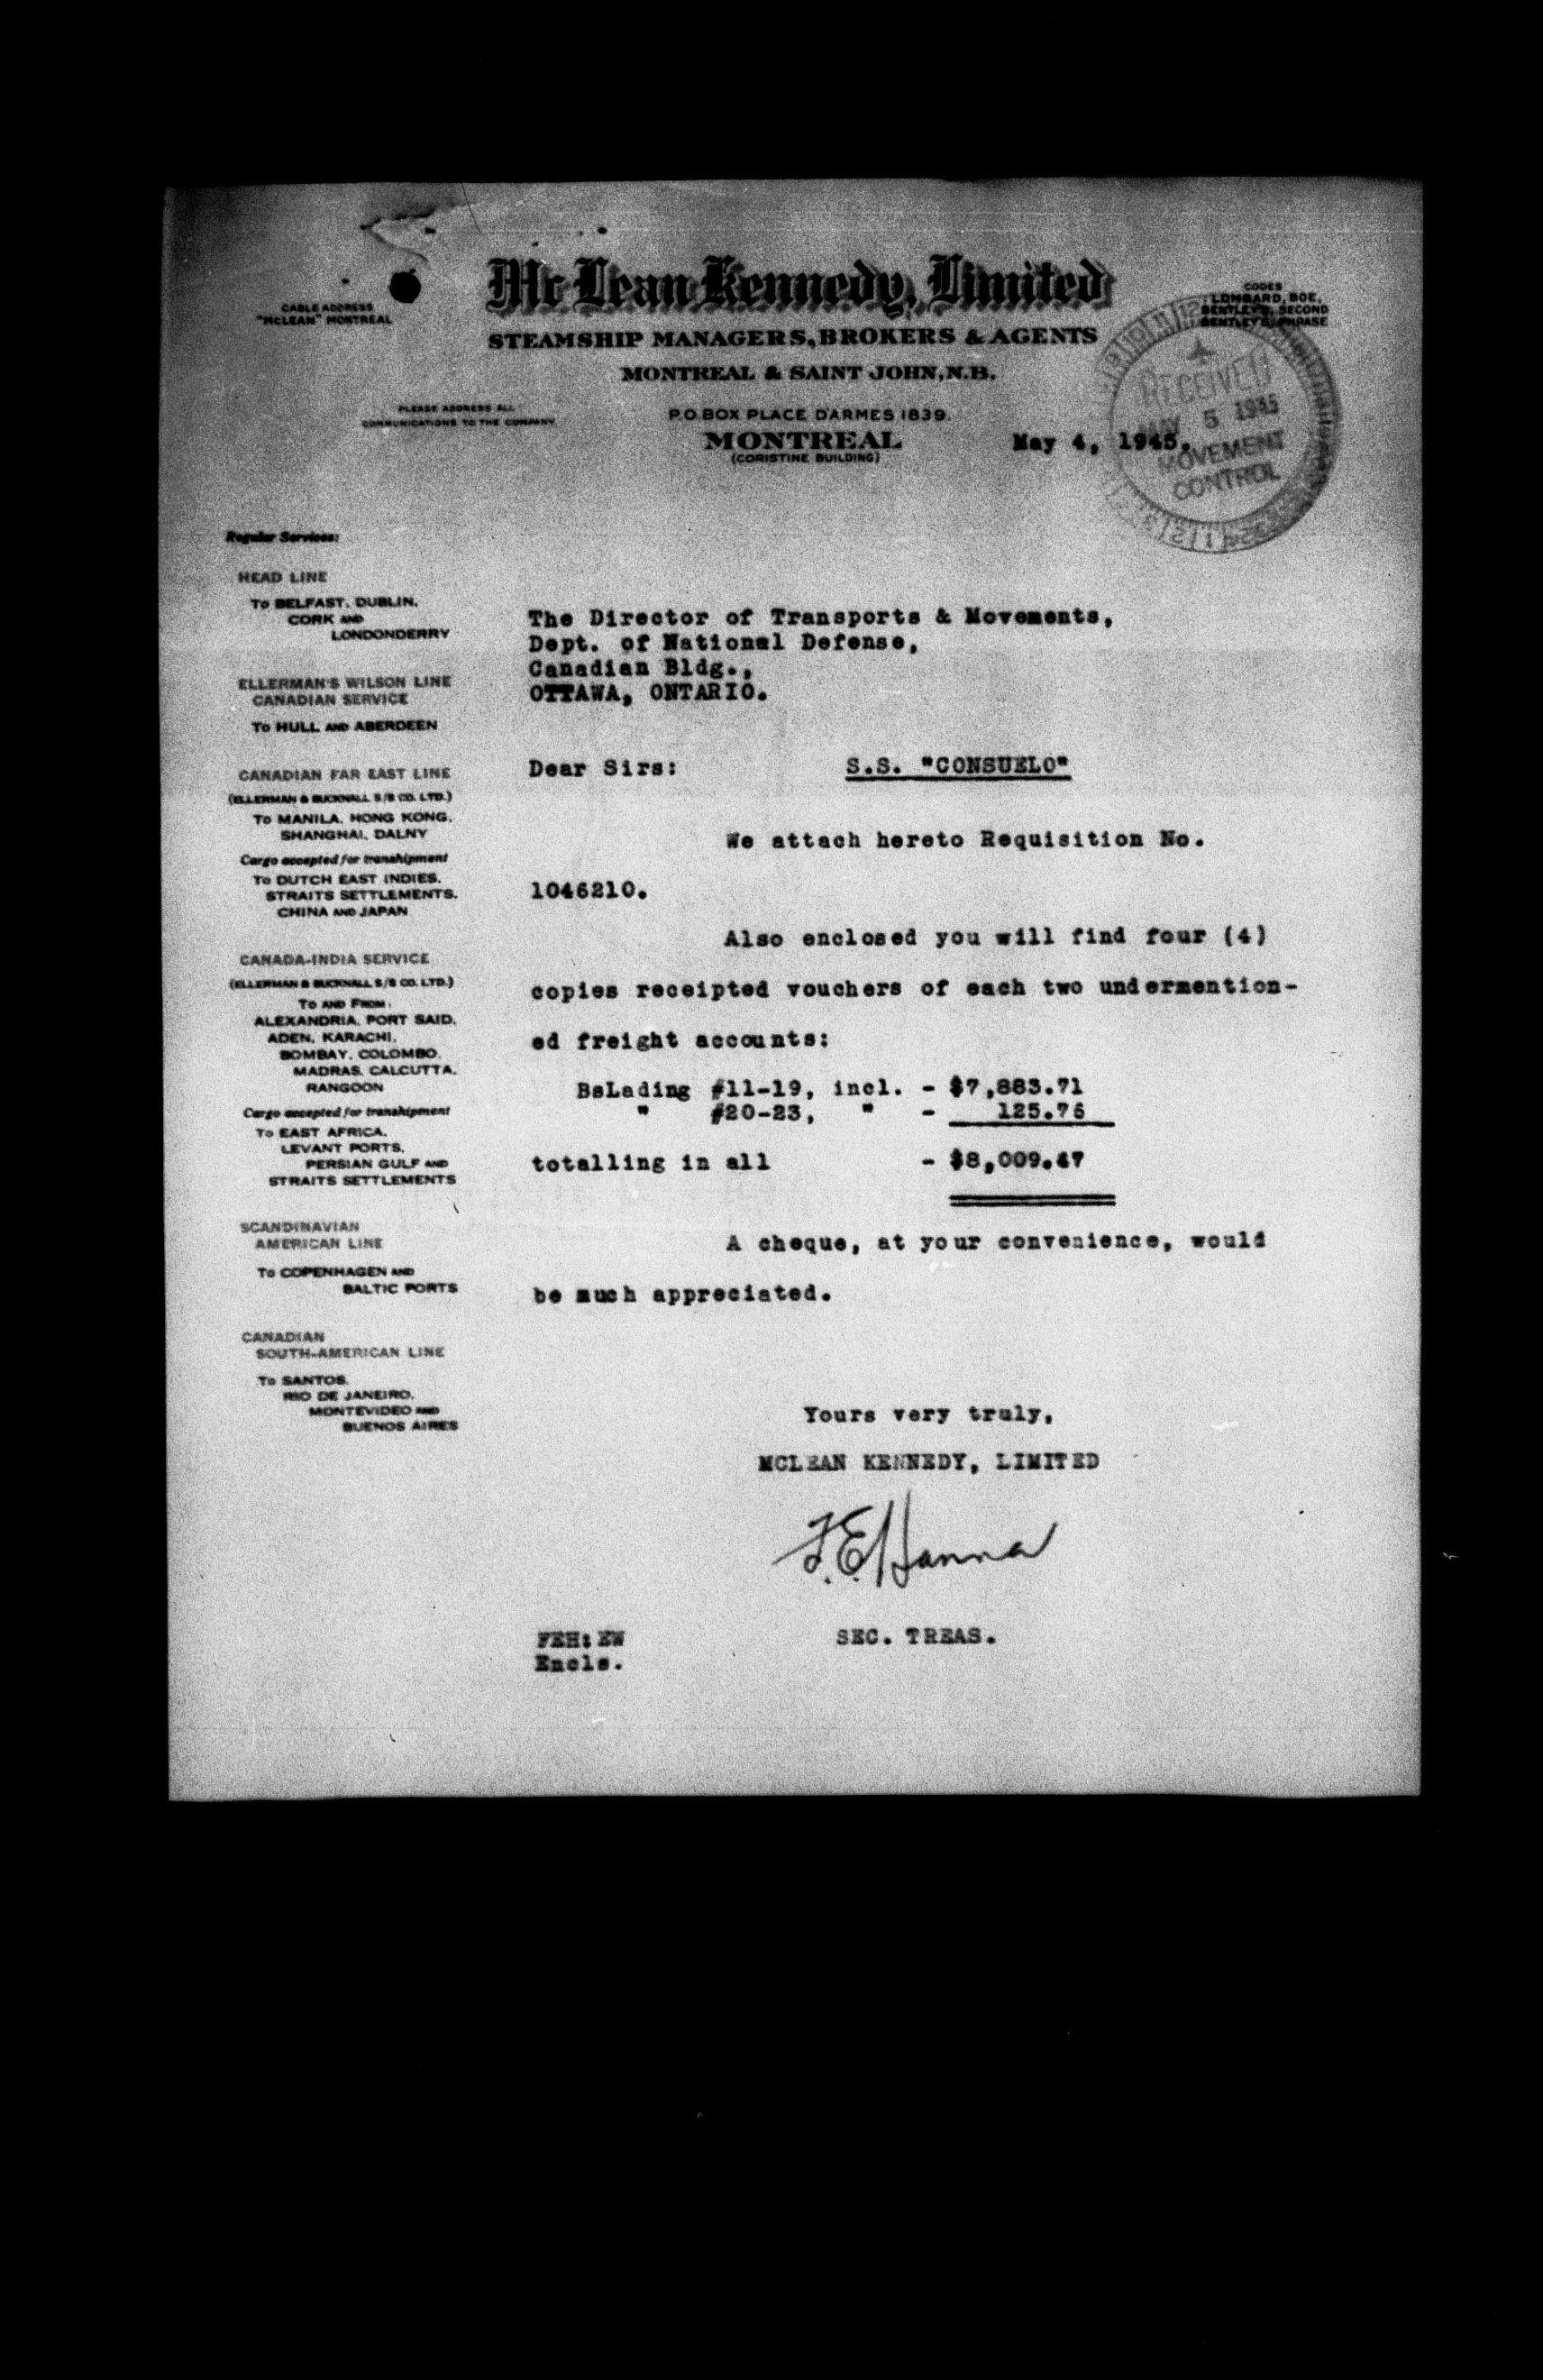 Mc Lean Kennedy, Limited
CABLE ADDRESS
"MCLEAN" MONTREAL
CODES
LOMBARD, BOE,
BENTLEY'S, SECOND
BENTLEY'S, PHRASE
STEAMSHIP MANAGERS, BROKERS & AGENTS
MONTREAL & SAINT JOHN, N.B.
PLEASE ADDRESS ALL
COMMUNICATIONS TO THE COMPANY
P.O. BOX PLACE D'ARMES 1839.
MONTREAL
(CORISTINE BUILDING)
May 4, 1945.
RECEIVED
MAY 5 1945
MOVEMENT
CONTROL
Regular Services:
HEAD LINE
To BELFAST, DUBLIN,
CORK AND
LONDONDERRY
ELLERMAN'S WILSON LINE
CANADIAN SERVICE
To HULL AND ABERDEEN
CANADIAN FAR EAST LINE
(ELLERMAN & BUCKNALL S/S CO. LTD.)
To MANILA, HONG KONG,
SHANGHAI, DALNY
Cargo accepted for transhipment
To DUTCH EAST INDIES,
STRAITS SETTLEMENTS,
CHINA AND JAPAN
CANADA-INDIA SERVICE
(ELLERMAN & BUCKNALL S/S CO. LTD.)
To AND FROM:
ALEXANDRIA, PORT SAID,
ADEN, KARACHI,
BOMBAY, COLOMBO,
MADRAS, CALCUTTA,
RANGOON
Cargo accepted for transhipment
To EAST AFRICA,
LEVANT PORTS,
PERSIAN GULF AND
STRAITS SETTLEMENTS
SCANDINAVIAN
AMERICAN LINE
To COPENHAGEN AND
BALTIC PORTS
CANADIAN
SOUTH-AMERICAN LINE
To SANTOS,
RIO DE JANEIRO,
MONTEVIDEO AND
BUENOS AIRES
The Director of Transports & Movements,
Dept. of National Defense,
Canadian Bldg.,
OTTAWA, ONTARIO.
Dear Sirs: S.S. "CONSUELO"
We attach hereto Requisition No.
1046210.
Also enclosed you will find four (4)
copies receipted vouchers of each two undermention-
ed freight accounts:
BsLading #11-19, incl. - $7,883.71
" #20-23, " - 125.76
totalling in all - $8,009.47
A cheque, at your convenience, would
be much appreciated.
Yours very truly,
MCLEAN KENNEDY, LIMITED
F.E. Hanna
SEC. TREAS.
FEH:EW
Encls.